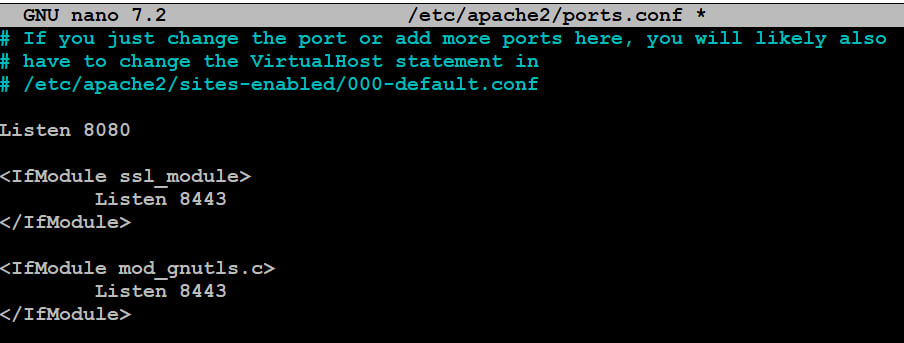 GNU nano 7.2 /etc/apache2/ports.conf *
# If you just change the port or add more ports here, you will likely also
# have to change the VirtualHost statement in
# /etc/apache2/sites-enabled/000-default.conf
Listen 8080
<IfModule ssl_module>
Listen 8443
</IfModule>
<IfModule mod_gnutls.c>
Listen 8443
</IfModule>